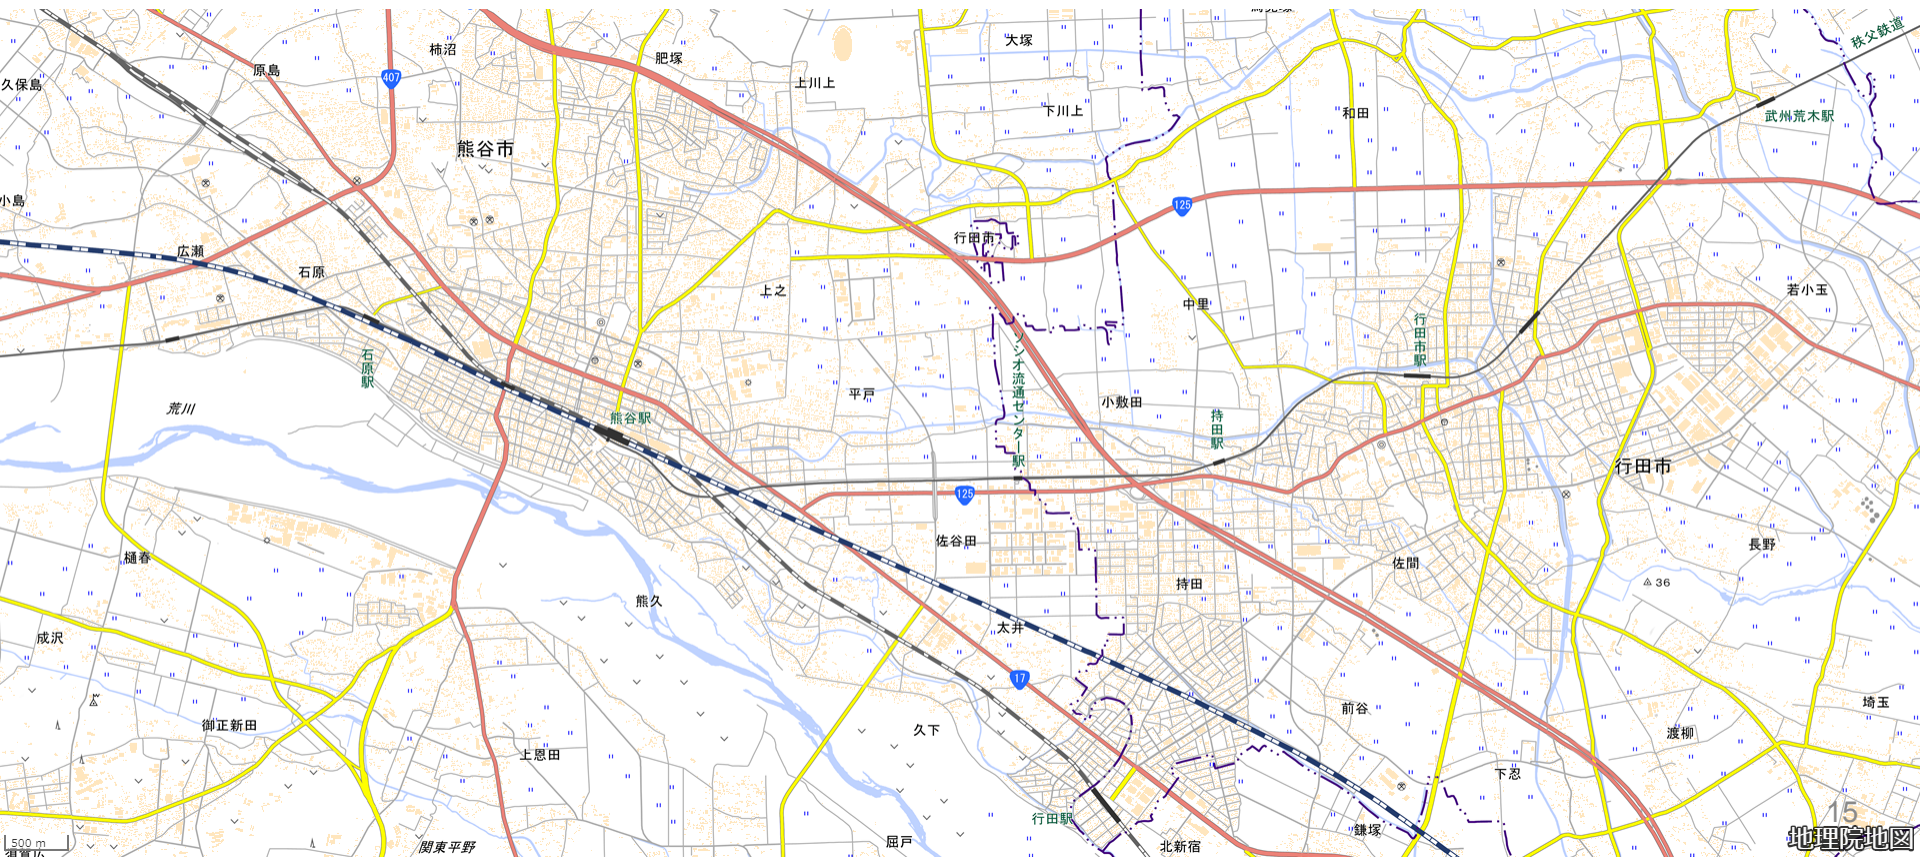 大塚
秩父鉄道
柿沼
肥塚
原島
久保島
407
上川上
下川上
和田
武州荒木駅
熊谷市
小島
125
行田市
広瀬
石原
上之
中里
若小玉
行田市駅
石原駅
ソシオ流通センター駅
平戸
小敷田
荒川
熊谷駅
持田駅
行田市
125
佐谷田
長野
樋春
佐間
持田
36
熊久
太井
成沢
17
埼玉
前谷
御正新田
久下
渡柳
上恩田
下忍
15
行田駅
鎌塚
地理院地図
500 m
関東平野
屈戸
北新宿